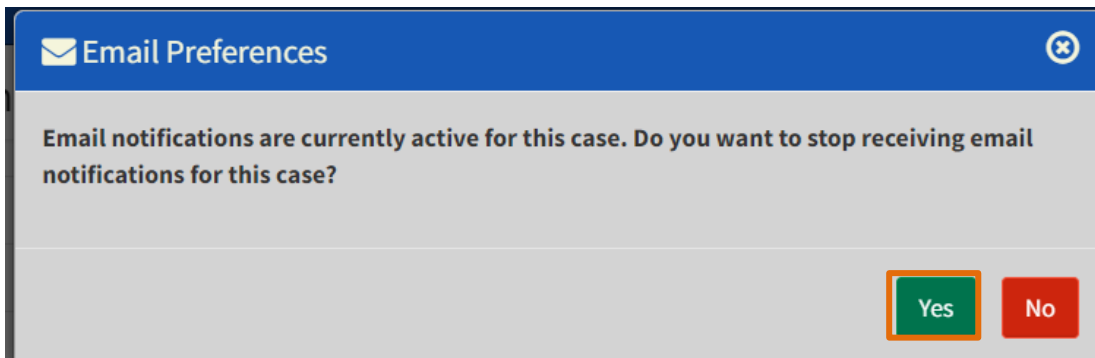 Email Preferences
Email notifications are currently active for this case. Do you want to stop receiving email
notifications for this case?
Yes
No